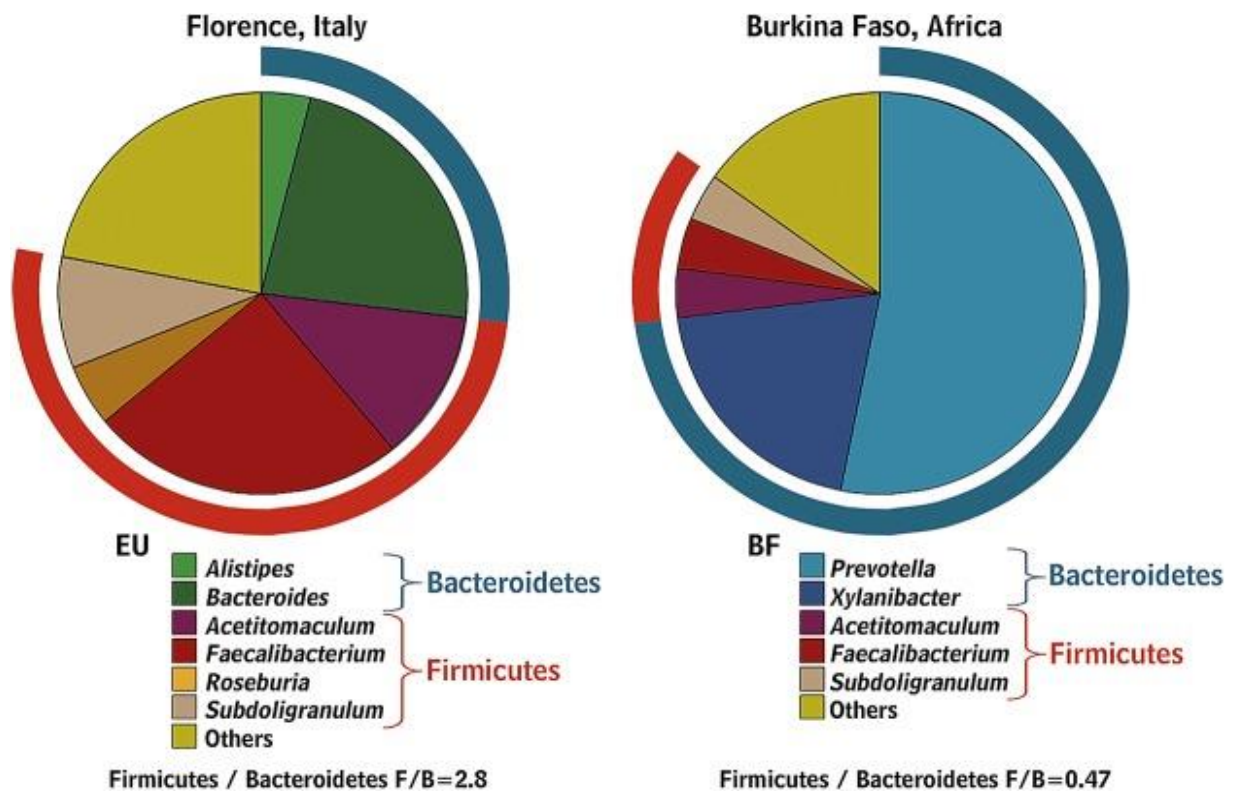 Florence, Italy
EU
Alistipes
Bacteroides
Bacteroidetes
Acetitomaculum
Faecalibacterium
Roseburia
Subdoligranulum
Firmicutes
Others
Firmicutes / Bacteroidetes F/B=2.8
Burkina Faso, Africa
BF
Prevotella
Xylanibacter
Bacteroidetes
Acetitomaculum
Faecalibacterium
Subdoligranulum
Firmicutes
Others
Firmicutes / Bacteroidetes F/B=0.47